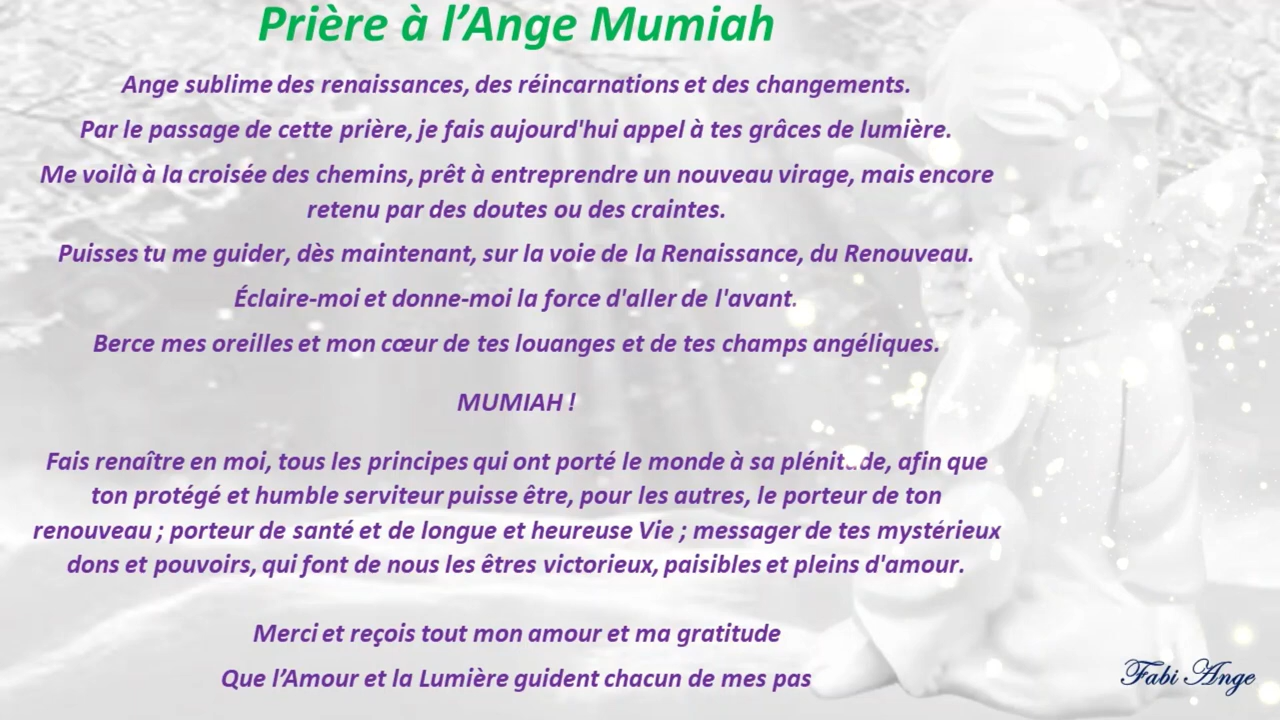 Prière à l’Ange Mumiah
Ange sublime des renaissances, des réincarnations et des changements.
Par le passage de cette prière, je fais aujourd'hui appel à tes grâces de lumière.
Me voilà à la croisée des chemins, prêt à entreprendre un nouveau virage, mais encore
retenu par des doutes ou des craintes.
Puisses tu me guider, dès maintenant, sur la voie de la Renaissance, du Renouveau.
Éclaire-moi et donne-moi la force d'aller de l'avant.
Berce mes oreilles et mon cœur de tes louanges et de tes champs angéliques.
MUMIAH !
Fais renaître en moi, tous les principes qui ont porté le monde à sa plénitude, afin que
ton protégé et humble serviteur puisse être, pour les autres, le porteur de ton
renouveau ; porteur de santé et de longue et heureuse Vie ; messager de tes mystérieux
dons et pouvoirs, qui font de nous les êtres victorieux, paisibles et pleins d'amour.
Merci et reçois tout mon amour et ma gratitude
Que l’Amour et la Lumière guident chacun de mes pas
Fabi Ange